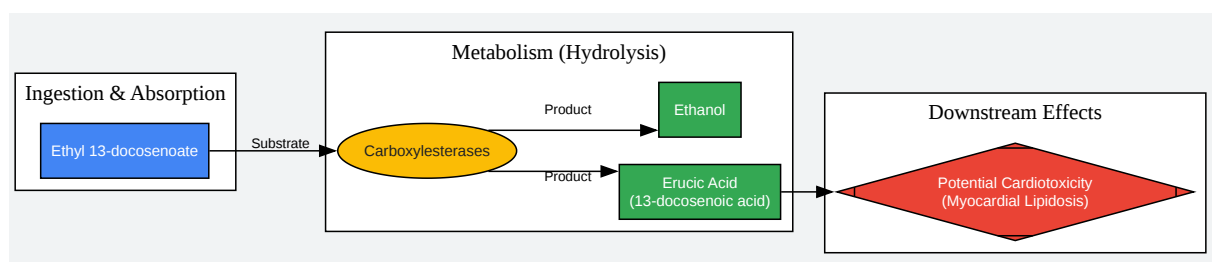 Ingestion & Absorption
Ethyl 13-docosenoate
Substrate
Metabolism (Hydrolysis)
Carboxylesterases
Product
Ethanol
Product
Erucic Acid
(13-docosenoic acid)
Downstream Effects
Potential Cardiotoxicity
(Myocardial Lipidosis)